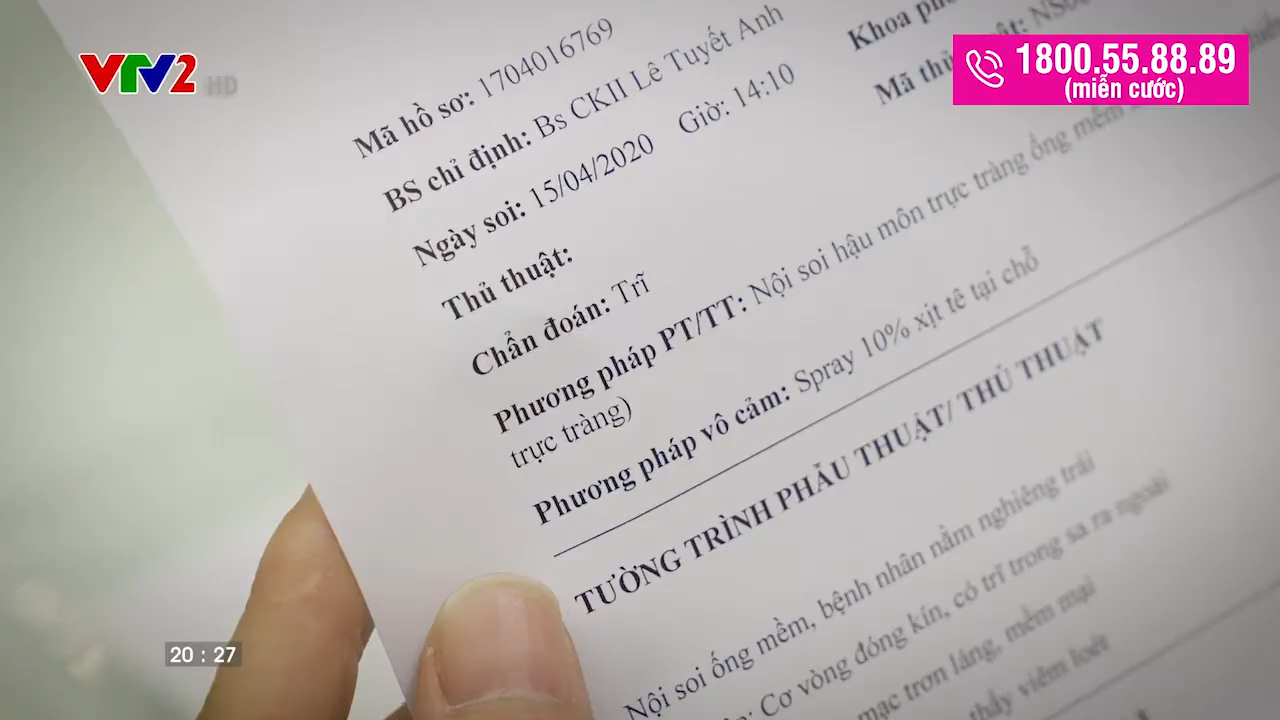 VTV2 HD
1800.55.88.89
(miễn cước)
Mã hồ sơ: 1704016769
BS chỉ định: Bs CKII Lê Tuyết Anh
Khoa
Ngày soi: 15/04/2020 Giờ: 14:10
Mã
Thủ thuật:
Chẩn đoán: Trĩ
Phương pháp PT/TT: Nội soi hậu môn trực tràng ống mềm
trực tràng)
Phương pháp vô cảm: Spray 10% xịt tê tại chỗ
TƯỜNG TRÌNH PHẪU THUẬT/ THỦ THUẬT
Nội soi ống mềm, bệnh nhân nằm nghiêng trái
Cơ vòng đóng kín, có trĩ trong sa ra ngoài
mạc trơn láng, mềm mại
thấy viêm loét
20 : 27